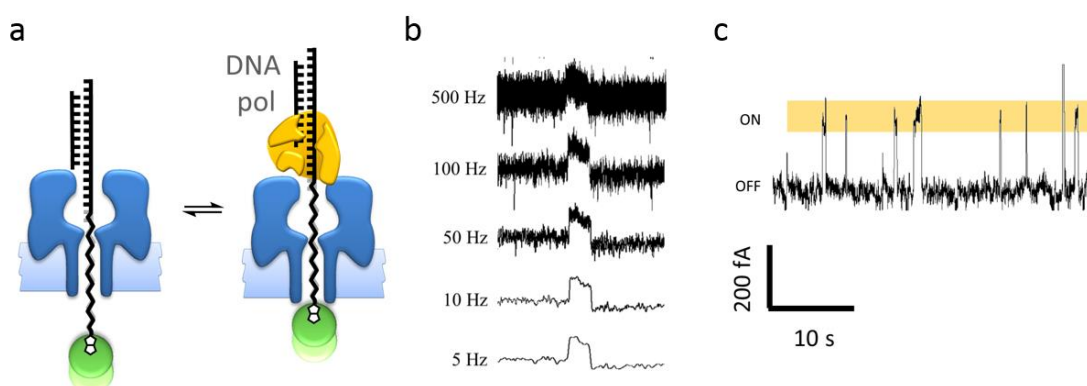 a
DNA
pol
b
500 Hz
100 Hz
50 Hz
10 Hz
5 Hz
c
ON
OFF
200 fA
10 s